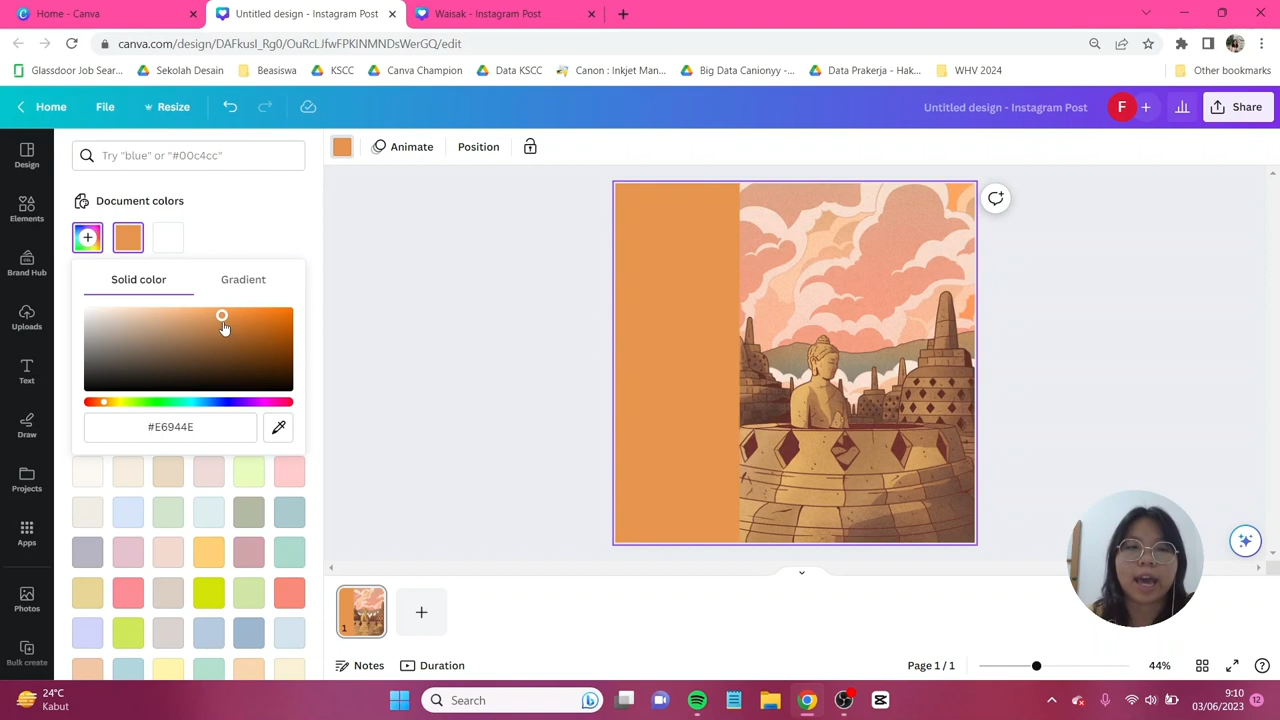 Home - Canva
Untitled design - Instagram Post
Waisak - Instagram Post
canva.com/design/DAFkusI_Rg0/OuRcLJfwFPKINMNDsWerGQ/edit
Glassdoor Job Sear...
Sekolah Desain
Beasiswa
KSCC
Canva Champion
Data KSCC
Canon : Inkjet Man...
Big Data Canionyy -...
Data Prakerja - Hak...
WHV 2024
Other bookmarks
Home
File
Resize
Untitled design - Instagram Post
F
Share
Design
Elements
Brand Hub
Uploads
Text
Draw
Projects
Apps
Photos
Bulk create
Try "blue" or "#00c4cc"
Document colors
Solid color
Gradient
#E6944E
Animate
Position
1
Notes
Duration
Page 1 / 1
44%
24°C
Kabut
Search
9:10
03/06/2023
12